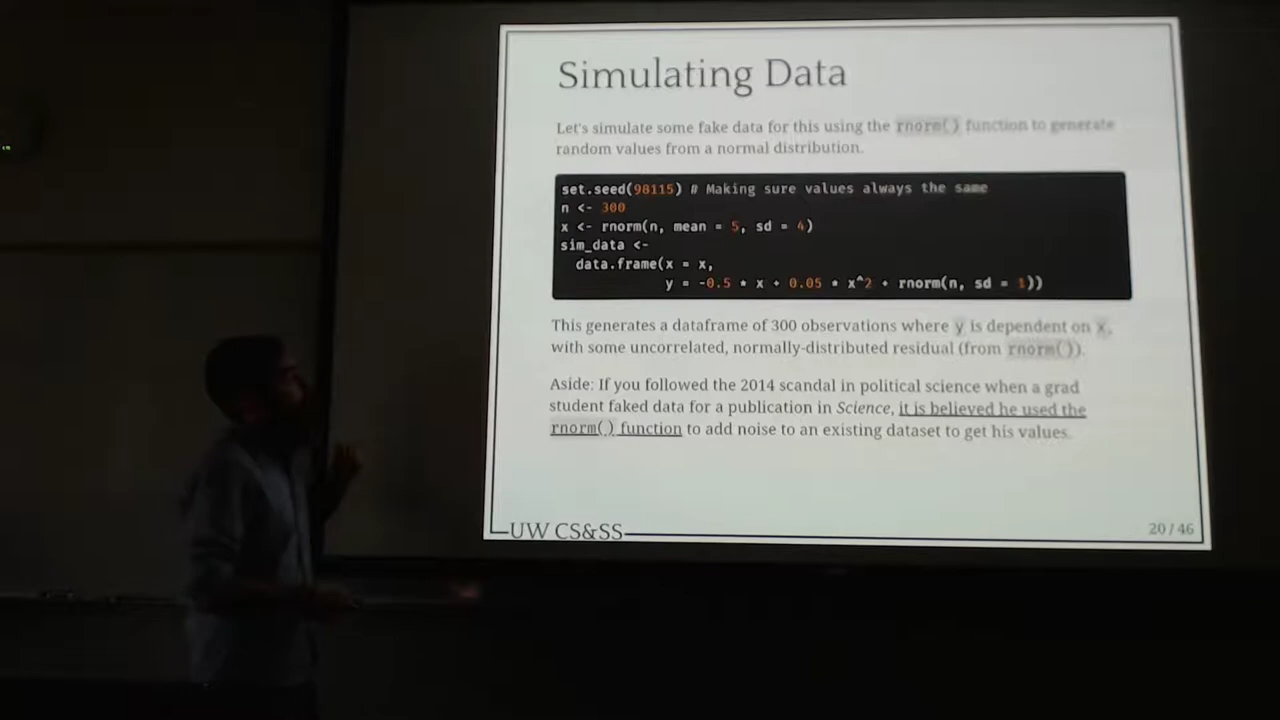 Simulating Data
Let's simulate some fake data for this using the rnorm() function to generate
random values from a normal distribution.
set.seed(98115) # Making sure values always the same
n <- 300
x <- rnorm(n, mean = 5, sd = 4)
sim_data <-
data.frame(x = x,
y = -0.5 * x + 0.05 * x^2 + rnorm(n, sd = 1))
This generates a dataframe of 300 observations where y is dependent on x,
with some uncorrelated, normally-distributed residual (from rnorm()).
Aside: If you followed the 2014 scandal in political science when a grad
student faked data for a publication in Science, it is believed he used the
rnorm() function to add noise to an existing dataset to get his values.
UW CS&SS
20 / 46